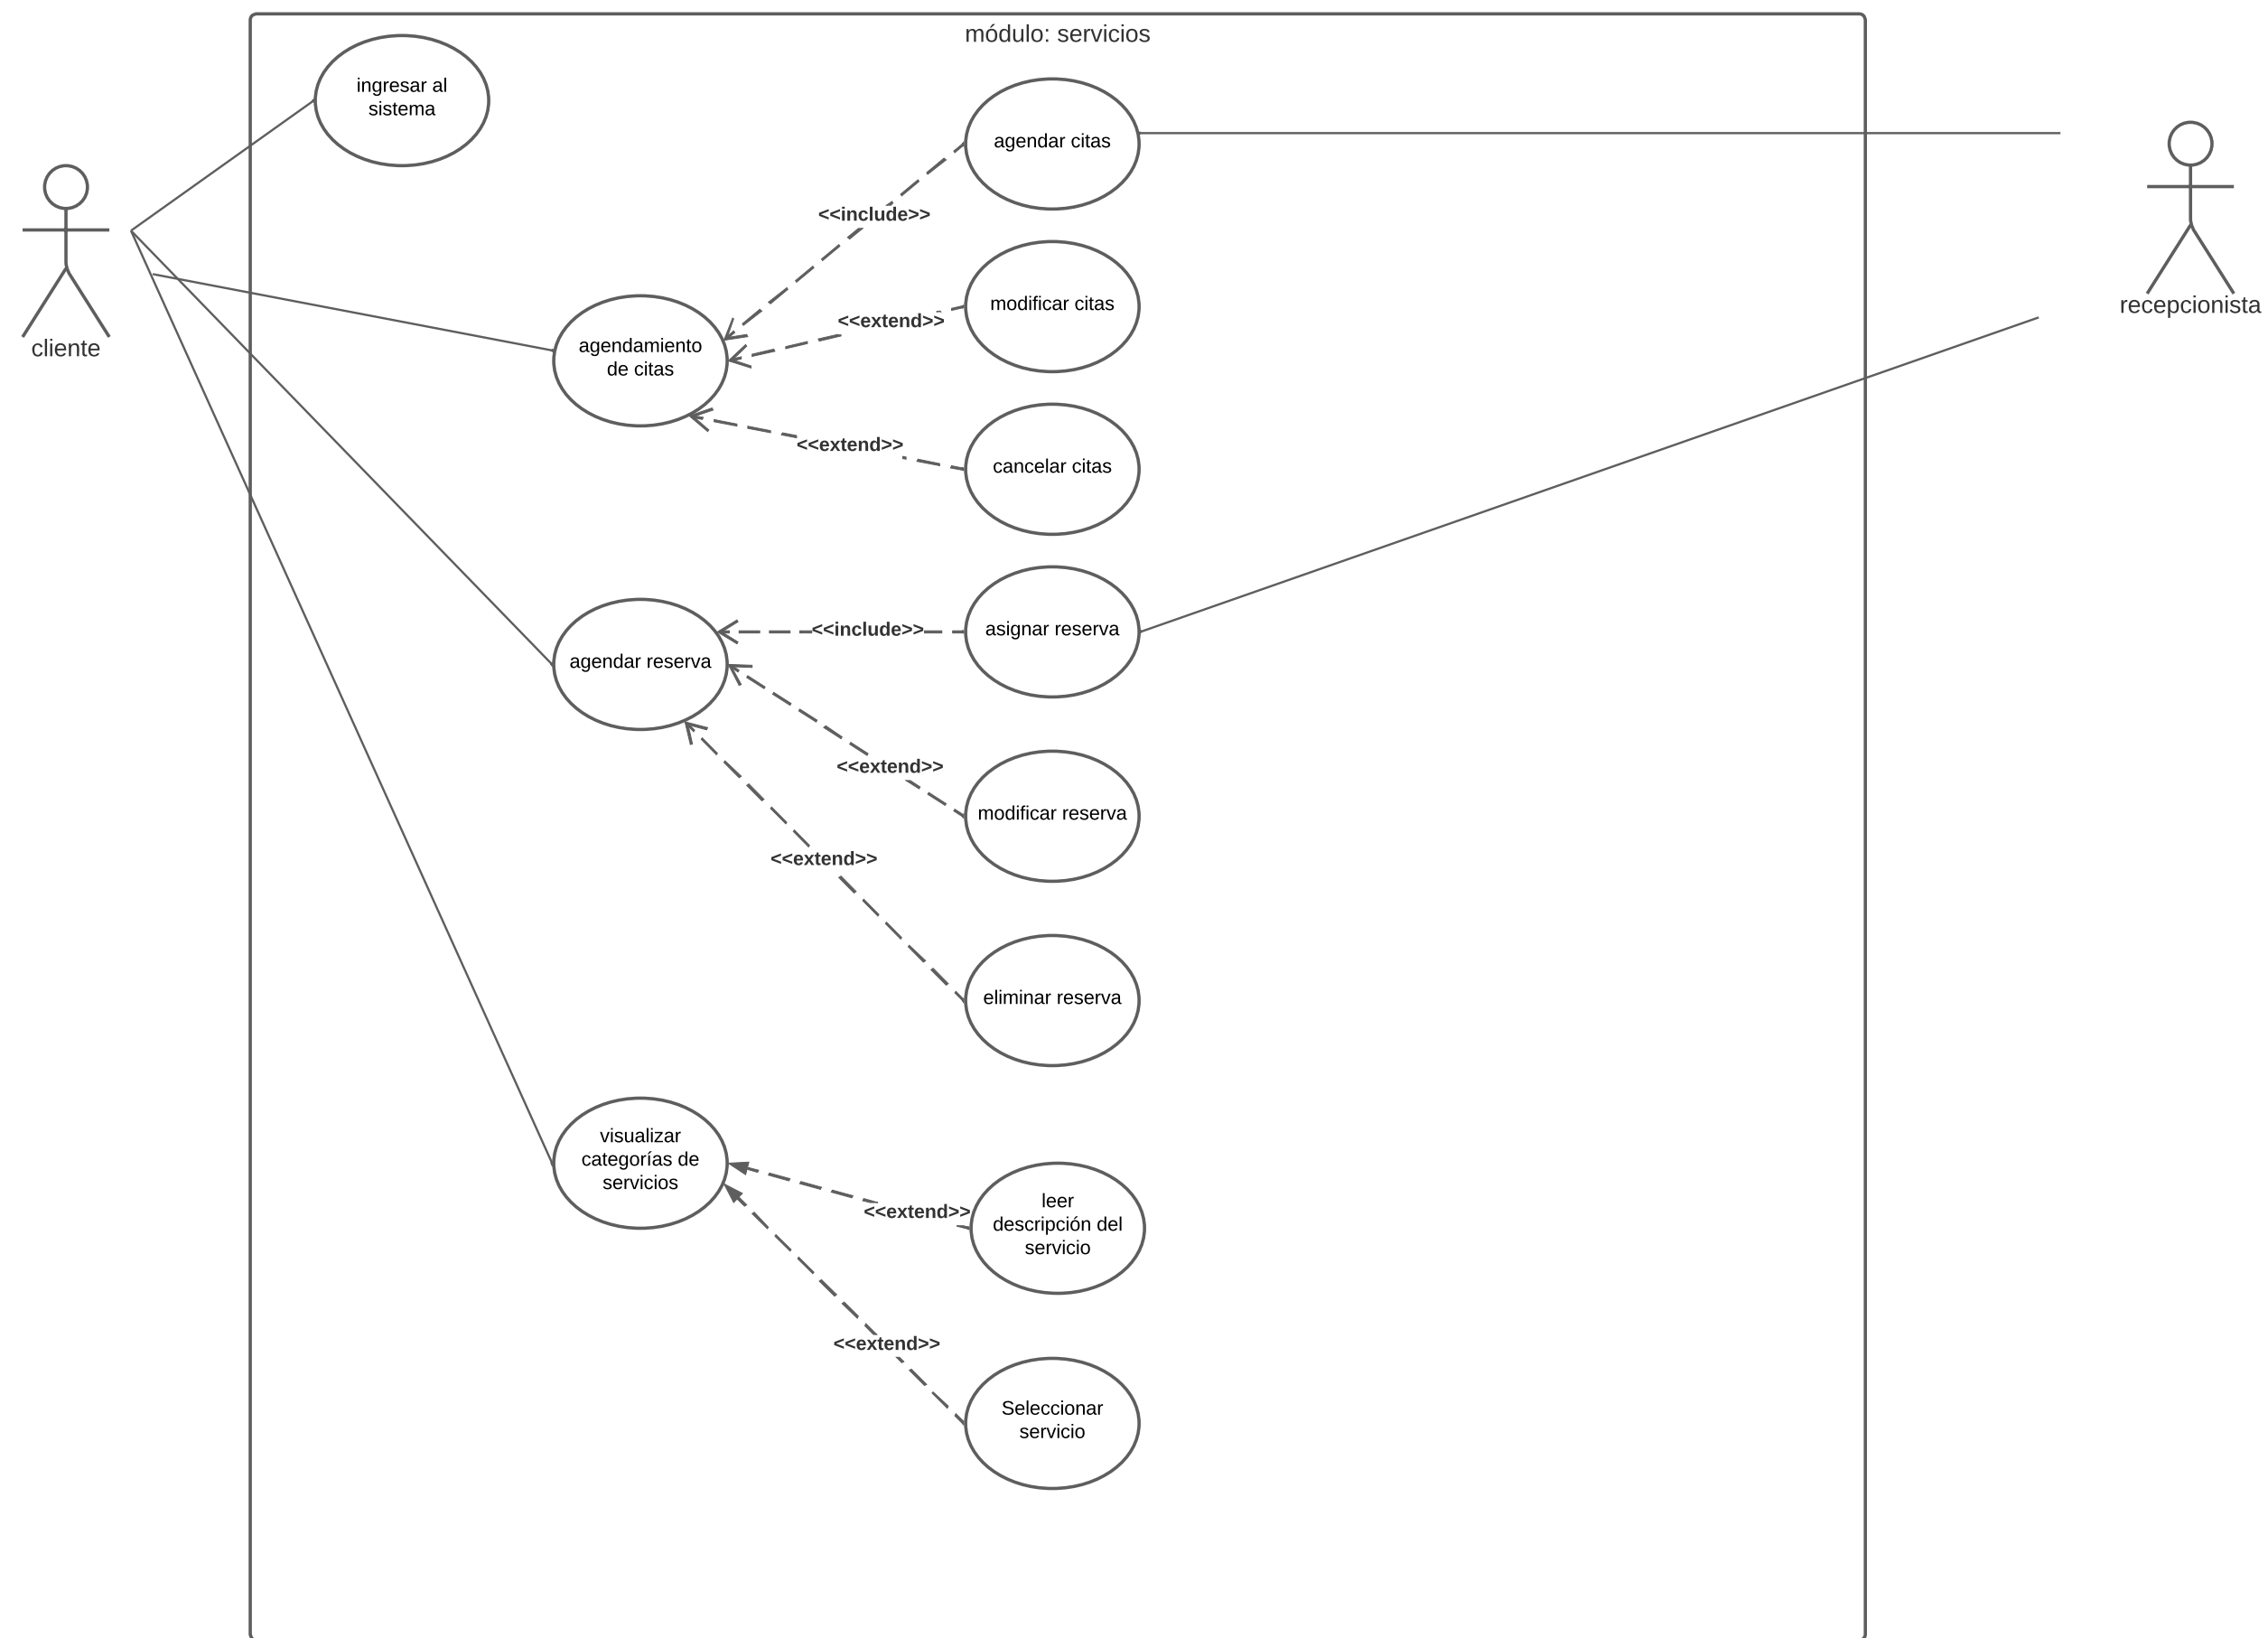 módulo: servicios
ingresar al
sistema
agendar citas
<<include>>
recepcionista
modificar citas
<<extend>>
cliente
agendamiento
de citas
<<extend>>
cancelar citas
<<include>>
asignar reserva
agendar reserva
<<extend>>
modificar reserva
<<extend>>
eliminar reserva
visualizar
categorías de
servicios
<<extend>>
leer
descripción del
servicio
<<extend>>
Seleccionar
servicio